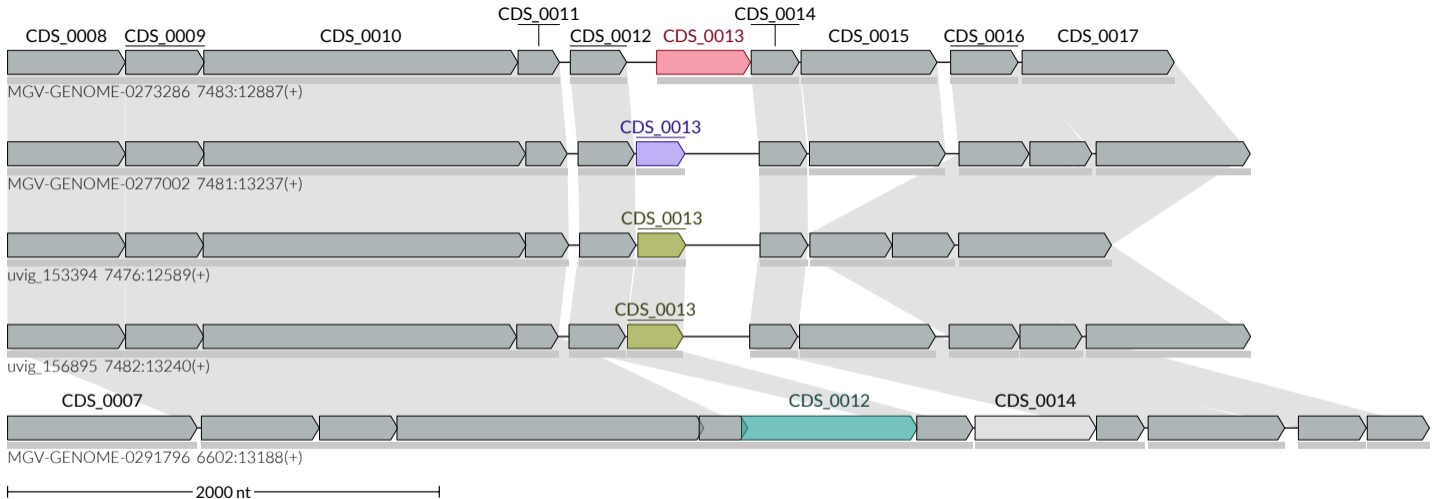 CDS_0011 CDS_0014
CDS_0008 CDS_0009 CDS_0010 CDS_0012 CDS_0013 CDS_0015 CDS_0016 CDS_0017
MGV-GENOME-0273286 7483:12887(+)
CDS_0013
MGV-GENOME-0277002 7481:13237(+)
CDS_0013
uvig_153394 7476:12589(+)
CDS_0013
uvig_156895 7482:13240(+)
CDS_0007 CDS_0012 CDS_0014
MGV-GENOME-0291796 6602:13188(+)
2000 nt